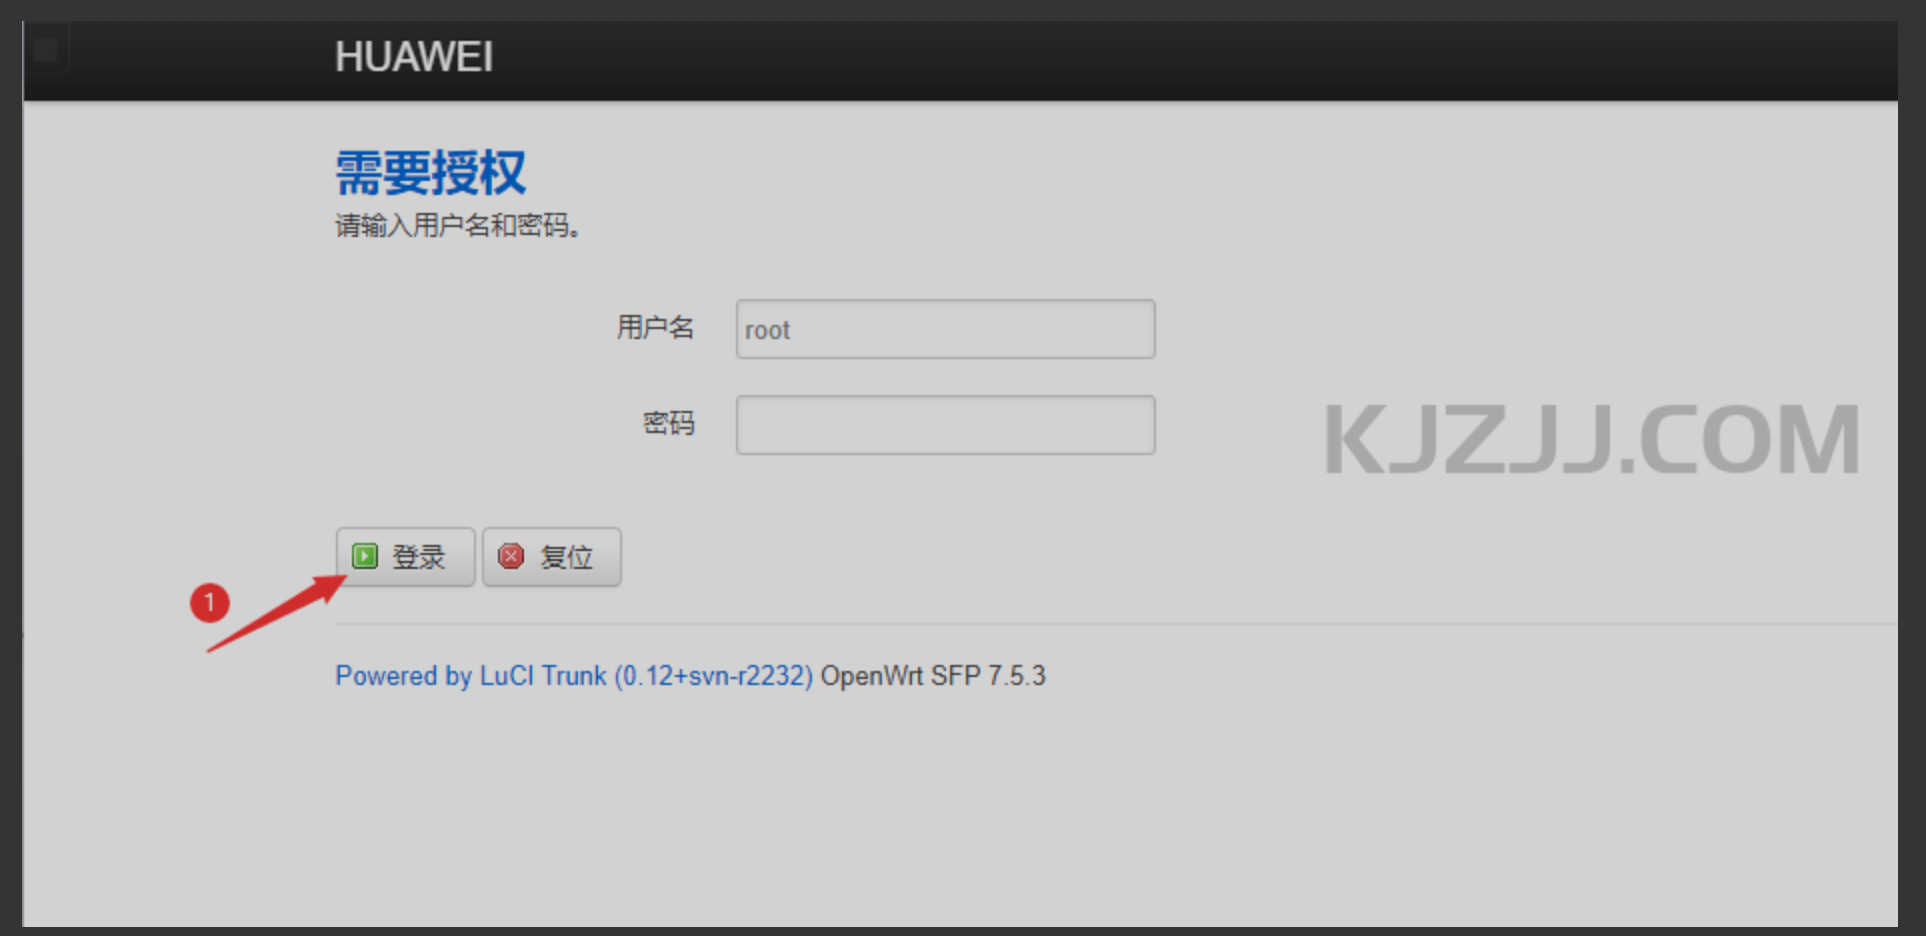 HUAWEI
需要授权
请输入用户名和密码。
用户名
root
密码
KJZJJ.COM
登录 复位
1
Powered by LuCI Trunk (0.12+svn-r2232) OpenWrt SFP 7.5.3